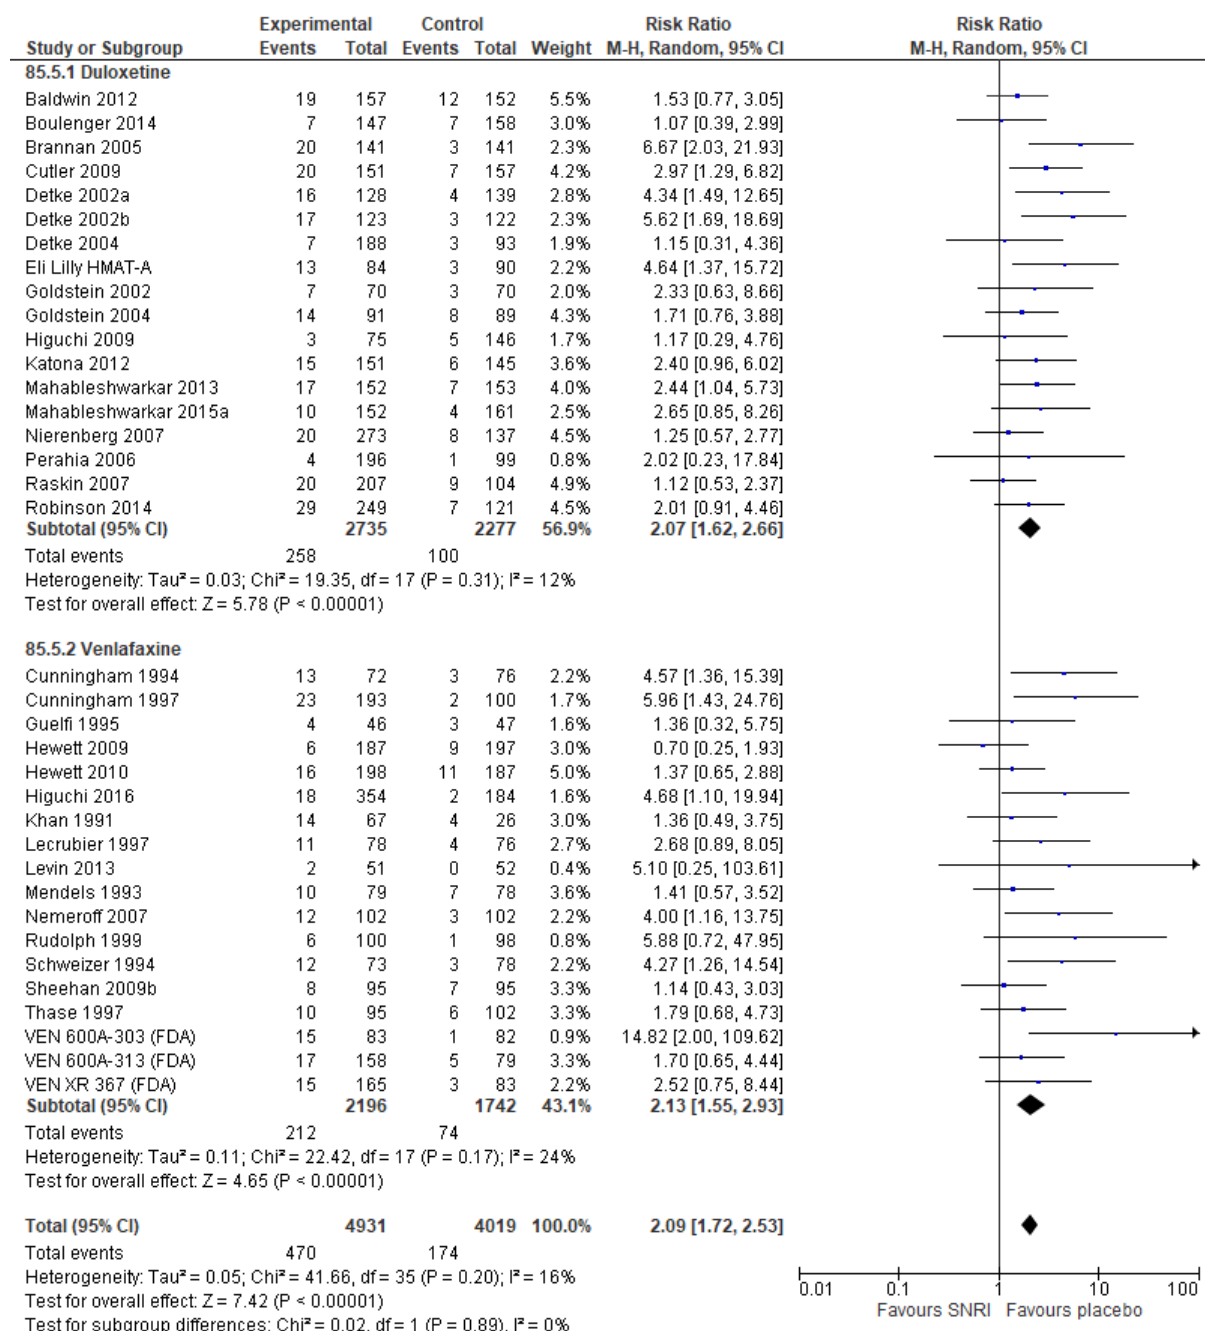 Experimental Control Risk Ratio Risk Ratio
Study or Subgroup Events Total Events Total Weight M-H, Random, 95% CI M-H, Random, 95% CI
85.5.1 Duloxetine
Baldwin 2012 19 157 12 152 5.5% 1.53 [0.77, 3.05]
Boulenger 2014 7 147 7 158 3.0% 1.07 [0.39, 2.99]
Brannan 2005 20 141 3 141 2.3% 6.67 [2.03, 21.93]
Cutler 2009 20 151 7 157 4.2% 2.97 [1.29, 6.82]
Detke 2002a 16 128 4 139 2.8% 4.34 [1.49, 12.65]
Detke 2002b 17 123 3 122 2.3% 5.62 [1.69, 18.69]
Detke 2004 7 188 3 93 1.9% 1.15 [0.31, 4.36]
Eli Lilly HMAT-A 13 84 3 90 2.2% 4.64 [1.37, 15.72]
Goldstein 2002 7 70 3 70 2.0% 2.33 [0.63, 8.66]
Goldstein 2004 14 91 8 89 4.3% 1.71 [0.76, 3.88]
Higuchi 2009 3 75 5 146 1.7% 1.17 [0.29, 4.76]
Katona 2012 15 151 6 145 3.6% 2.40 [0.96, 6.02]
Mahableshwarkar 2013 17 152 7 153 4.0% 2.44 [1.04, 5.73]
Mahableshwarkar 2015a 10 152 4 161 2.5% 2.65 [0.85, 8.26]
Nierenberg 2007 20 273 8 137 4.5% 1.25 [0.57, 2.77]
Perahia 2006 4 196 1 99 0.8% 2.02 [0.23, 17.84]
Raskin 2007 20 207 9 104 4.9% 1.12 [0.53, 2.37]
Robinson 2014 29 249 7 121 4.5% 2.01 [0.91, 4.46]
Subtotal (95% CI) 2735 2277 56.9% 2.07 [1.62, 2.66]
Total events 258 100
Heterogeneity: Tau² = 0.03; Chi² = 19.35, df = 17 (P = 0.31); I² = 12%
Test for overall effect: Z = 5.78 (P < 0.00001)
85.5.2 Venlafaxine
Cunningham 1994 13 72 3 76 2.2% 4.57 [1.36, 15.39]
Cunningham 1997 23 193 2 100 1.7% 5.96 [1.43, 24.76]
Guelfi 1995 4 46 3 47 1.6% 1.36 [0.32, 5.75]
Hewett 2009 6 187 9 197 3.0% 0.70 [0.25, 1.93]
Hewett 2010 16 198 11 187 5.0% 1.37 [0.65, 2.88]
Higuchi 2016 18 354 2 184 1.6% 4.68 [1.10, 19.94]
Khan 1991 14 67 4 26 3.0% 1.36 [0.49, 3.75]
Lecrubier 1997 11 78 4 76 2.7% 2.68 [0.89, 8.05]
Levin 2013 2 51 0 52 0.4% 5.10 [0.25, 103.61]
Mendels 1993 10 79 7 78 3.6% 1.41 [0.57, 3.52]
Nemeroff 2007 12 102 3 102 2.2% 4.00 [1.16, 13.75]
Rudolph 1999 6 100 1 98 0.8% 5.88 [0.72, 47.95]
Schweizer 1994 12 73 3 78 2.2% 4.27 [1.26, 14.54]
Sheehan 2009b 8 95 7 95 3.3% 1.14 [0.43, 3.03]
Thase 1997 10 95 6 102 3.3% 1.79 [0.68, 4.73]
VEN 600A-303 (FDA) 15 83 1 82 0.9% 14.82 [2.00, 109.62]
VEN 600A-313 (FDA) 17 158 5 79 3.3% 1.70 [0.65, 4.44]
VEN XR 367 (FDA) 15 165 3 83 2.2% 2.52 [0.75, 8.44]
Subtotal (95% CI) 2196 1742 43.1% 2.13 [1.55, 2.93]
Total events 212 74
Heterogeneity: Tau² = 0.11; Chi² = 22.42, df = 17 (P = 0.17); I² = 24%
Test for overall effect: Z = 4.65 (P < 0.00001)
Total (95% CI) 4931 4019 100.0% 2.09 [1.72, 2.53]
Total events 470 174
Heterogeneity: Tau² = 0.05; Chi² = 41.66, df = 35 (P = 0.20); I² = 16%
Test for overall effect: Z = 7.42 (P < 0.00001)
Test for subgroup differences: Chi² = 0.02, df = 1 (P = 0.89), I² = 0%
0.01 0.1 1 10 100
Favours SNRI Favours placebo